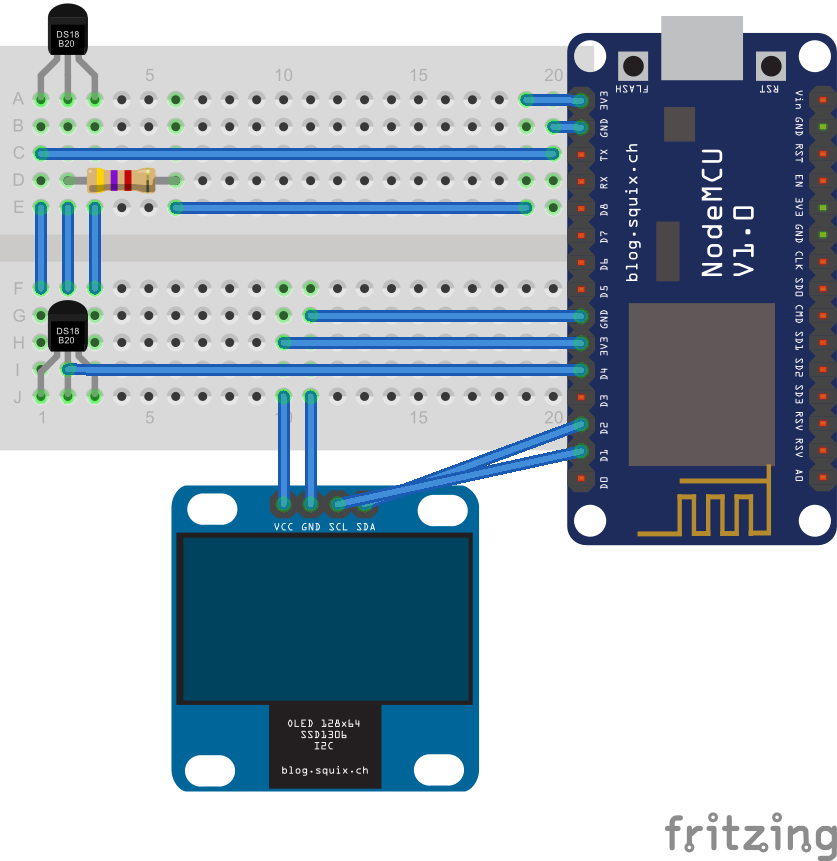 DS18
B20
5
10
15
20
A
B
C
D
E
F
G
H
I
J
DS18
B20
1
5
10
15
20
FLASH
RST
3V3
GND
TX
RX
D8
D7
D6
D5
GND
3V3
D4
D3
D2
D1
D0
blog.squix.ch
NodeMCU
V1.0
Vin
GND
RST
EN
3V3
GND
CLK
SD0
CMD
SD1
SD2
SD3
RSV
RSV
A0
VCC GND SCL SDA
OLED 128x64
SSD1306
I2C
blog.squix.ch
fritzing